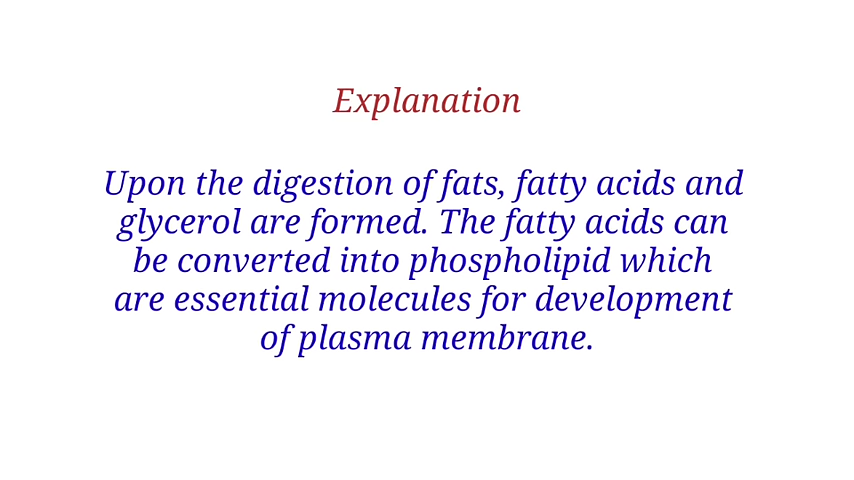 Explanation
Upon the digestion of fats, fatty acids and
glycerol are formed. The fatty acids can
be converted into phospholipid which
are essential molecules for development
of plasma membrane.